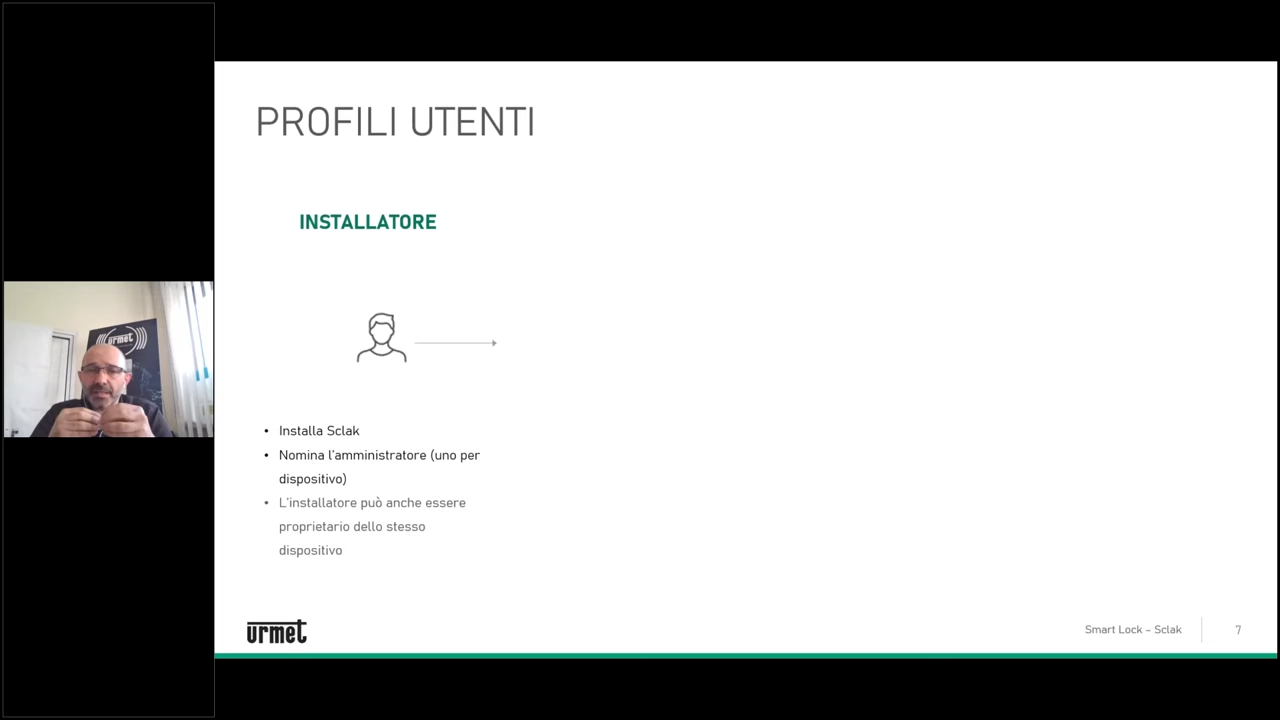 PROFILI UTENTI
INSTALLATORE
urmet
• Installa Sclak
• Nomina l'amministratore (uno per
dispositivo)
• L'installatore può anche essere
proprietario dello stesso
dispositivo
urmet
Smart Lock – Sclak
7